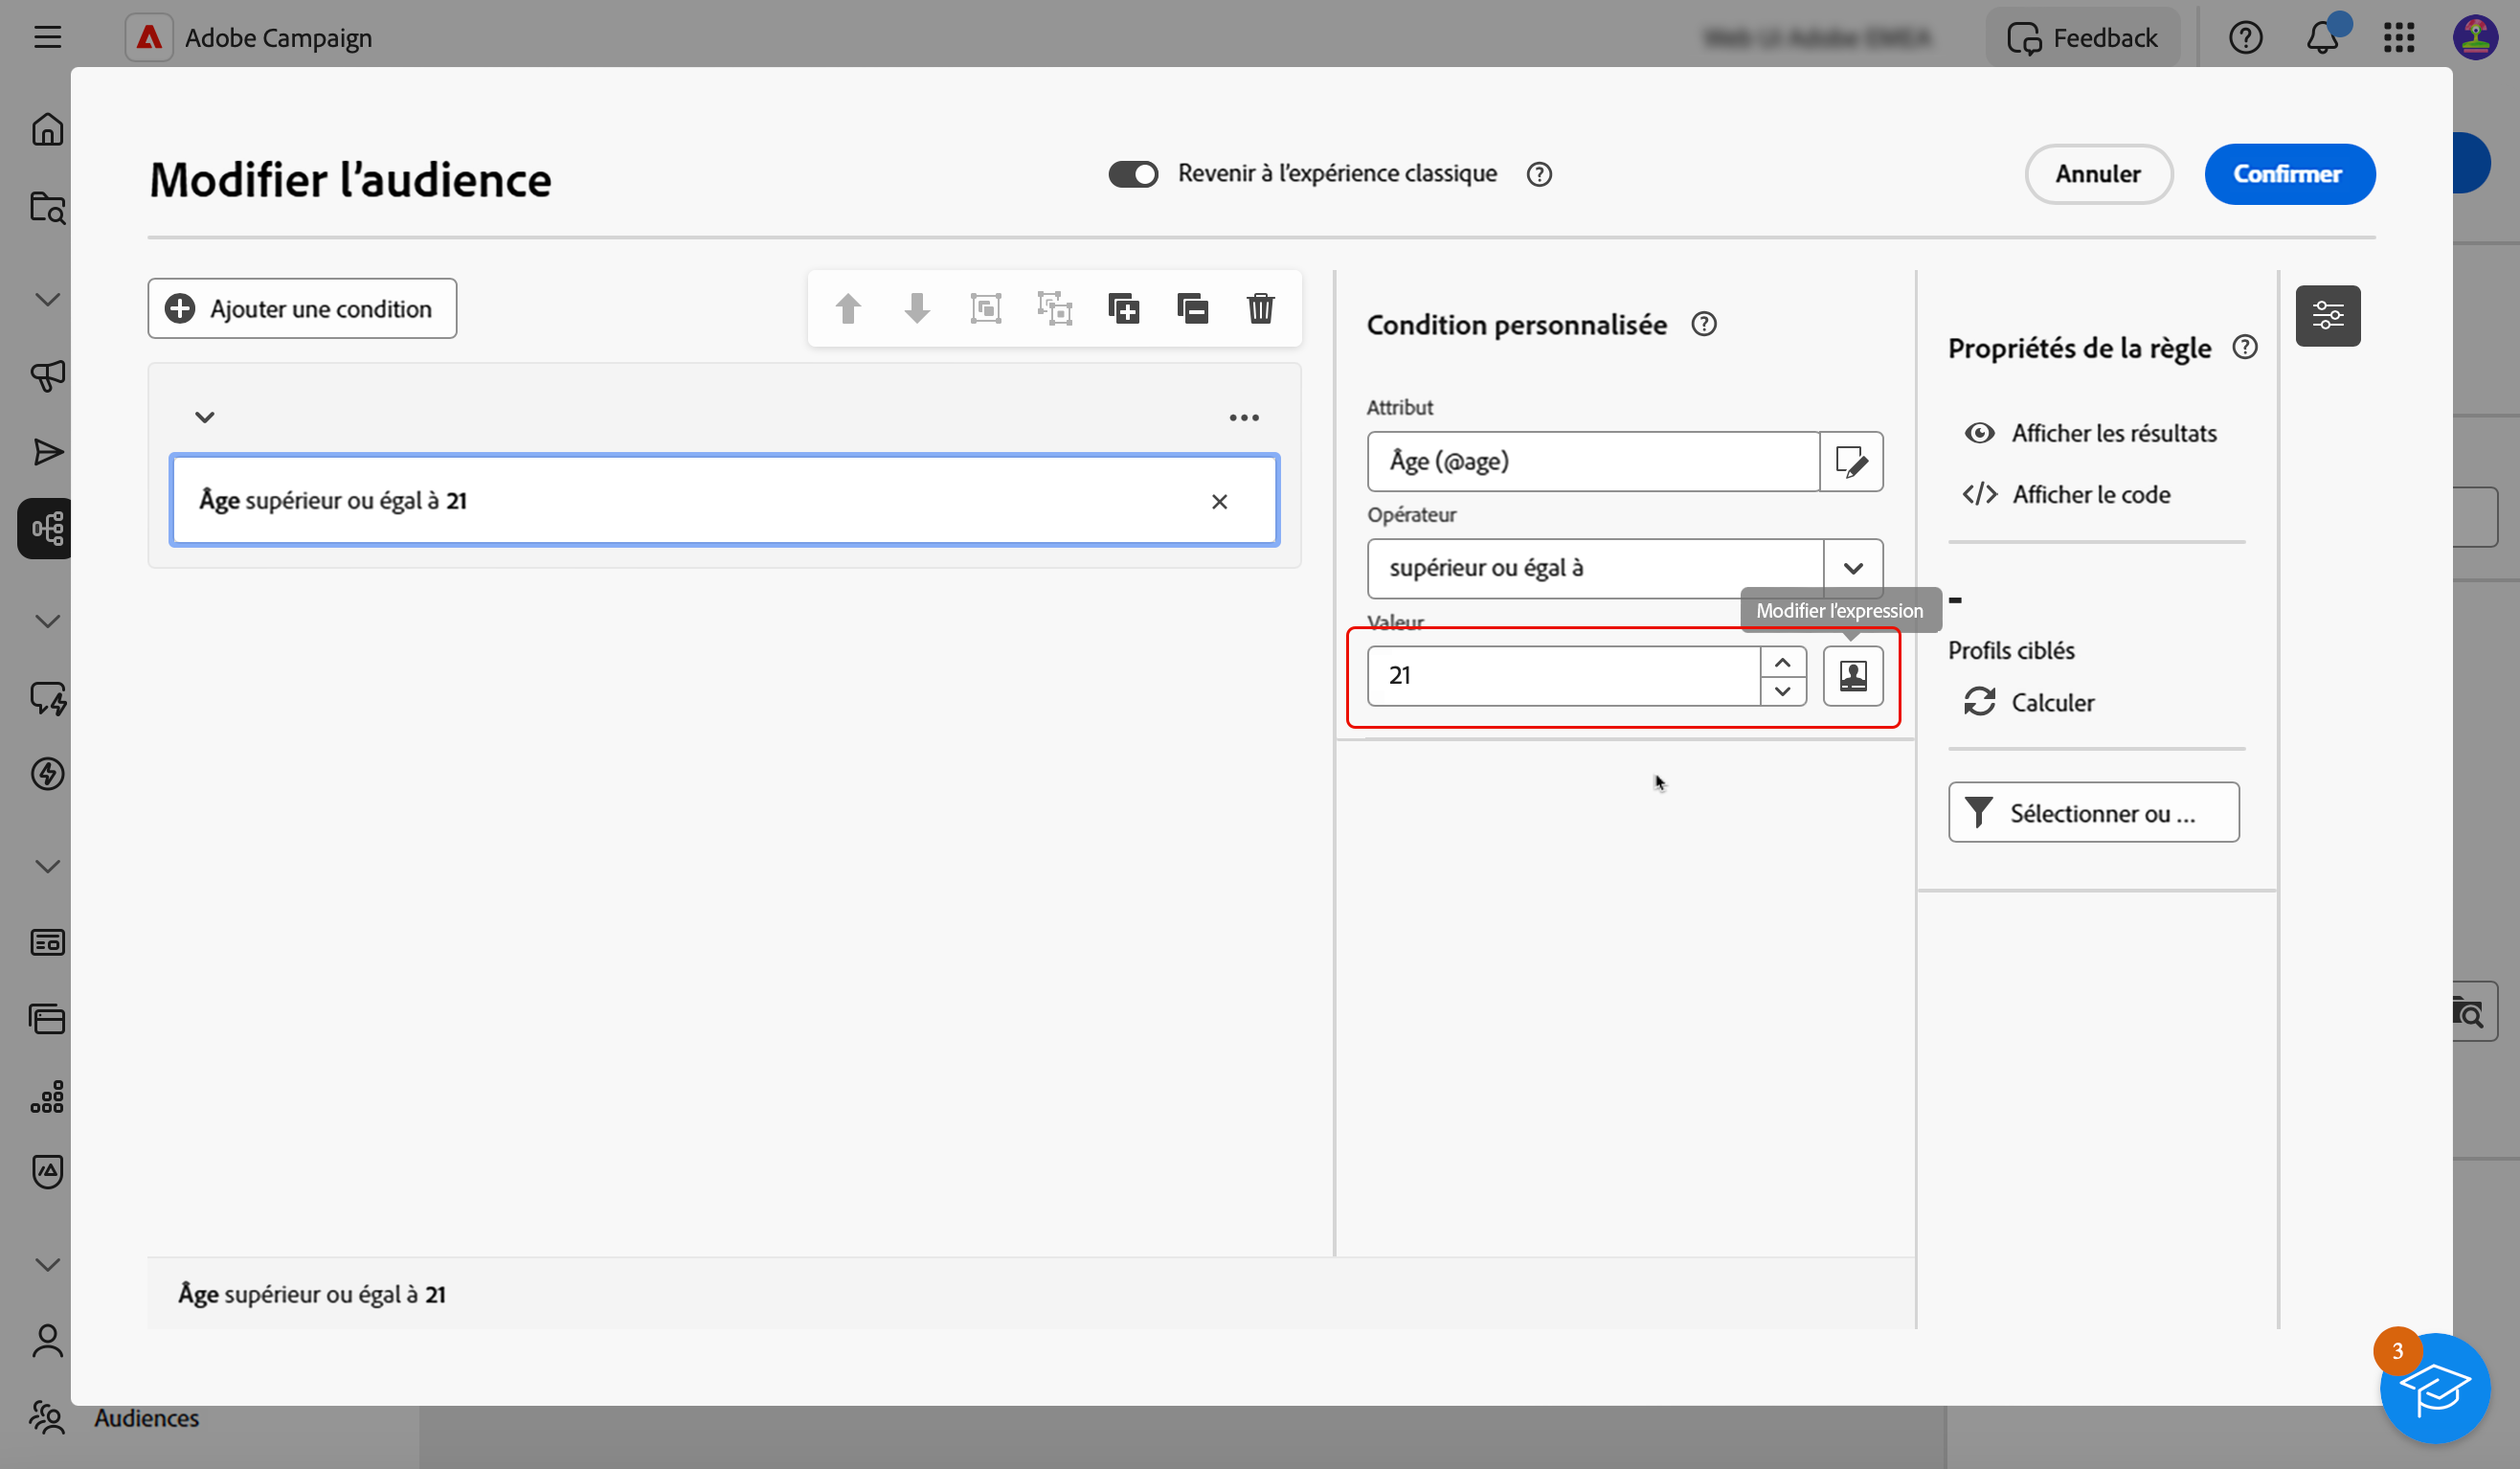 Adobe Campaign
Feedback
Modifier l’audience
Revenir à l’expérience classique
Annuler
Confirmer
Ajouter une condition
Âge supérieur ou égal à 21
Condition personnalisée
Attribut
Âge (@age)
Opérateur
supérieur ou égal à
Modifier l’expression
Valeur
21
Propriétés de la règle
Afficher les résultats
Afficher le code
-
Profils ciblés
Calculer
Sélectionner ou ...
Âge supérieur ou égal à 21
3
Audiences